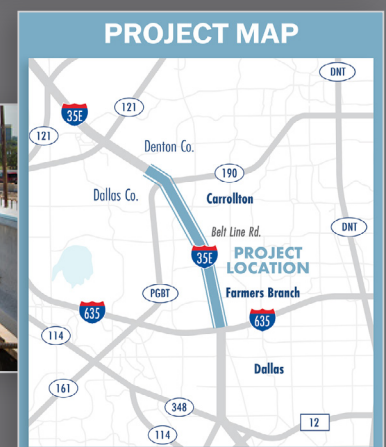 PROJECT MAP
DNT
35E
121
121
Denton Co.
190
Dallas Co.
Carrollton
Belt Line Rd.
DNT
35E
PROJECT
LOCATION
PGBT
Farmers Branch
635
635
114
Dallas
161
348
12
114